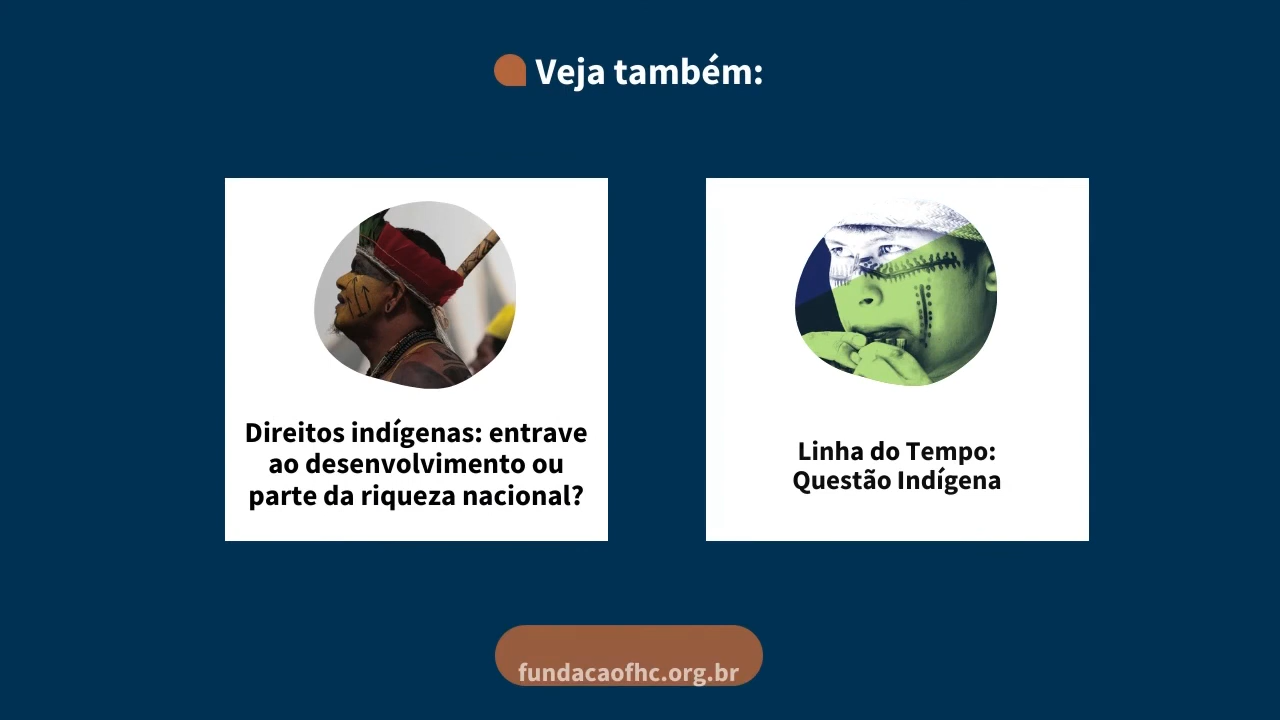 Veja também:
Direitos indígenas: entrave
ao desenvolvimento ou
parte da riqueza nacional?
Linha do Tempo:
Questão Indígena
fundacaofhc.org.br